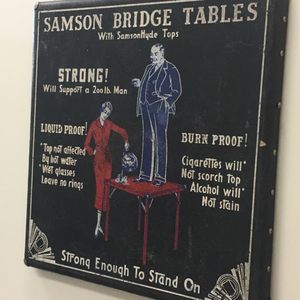 SAMSON BRIDGE TABLES
With SamsonHyde Tops
STRONG!
Will Support a 200 lb. Man
LIQUID PROOF!
"Top not affected
By hot water
"Wet glasses
Leave no rings
BURN PROOF!
Cigarettes will"
Not scorch Top
Alcohol will"
Not Stain
Strong Enough To Stand On